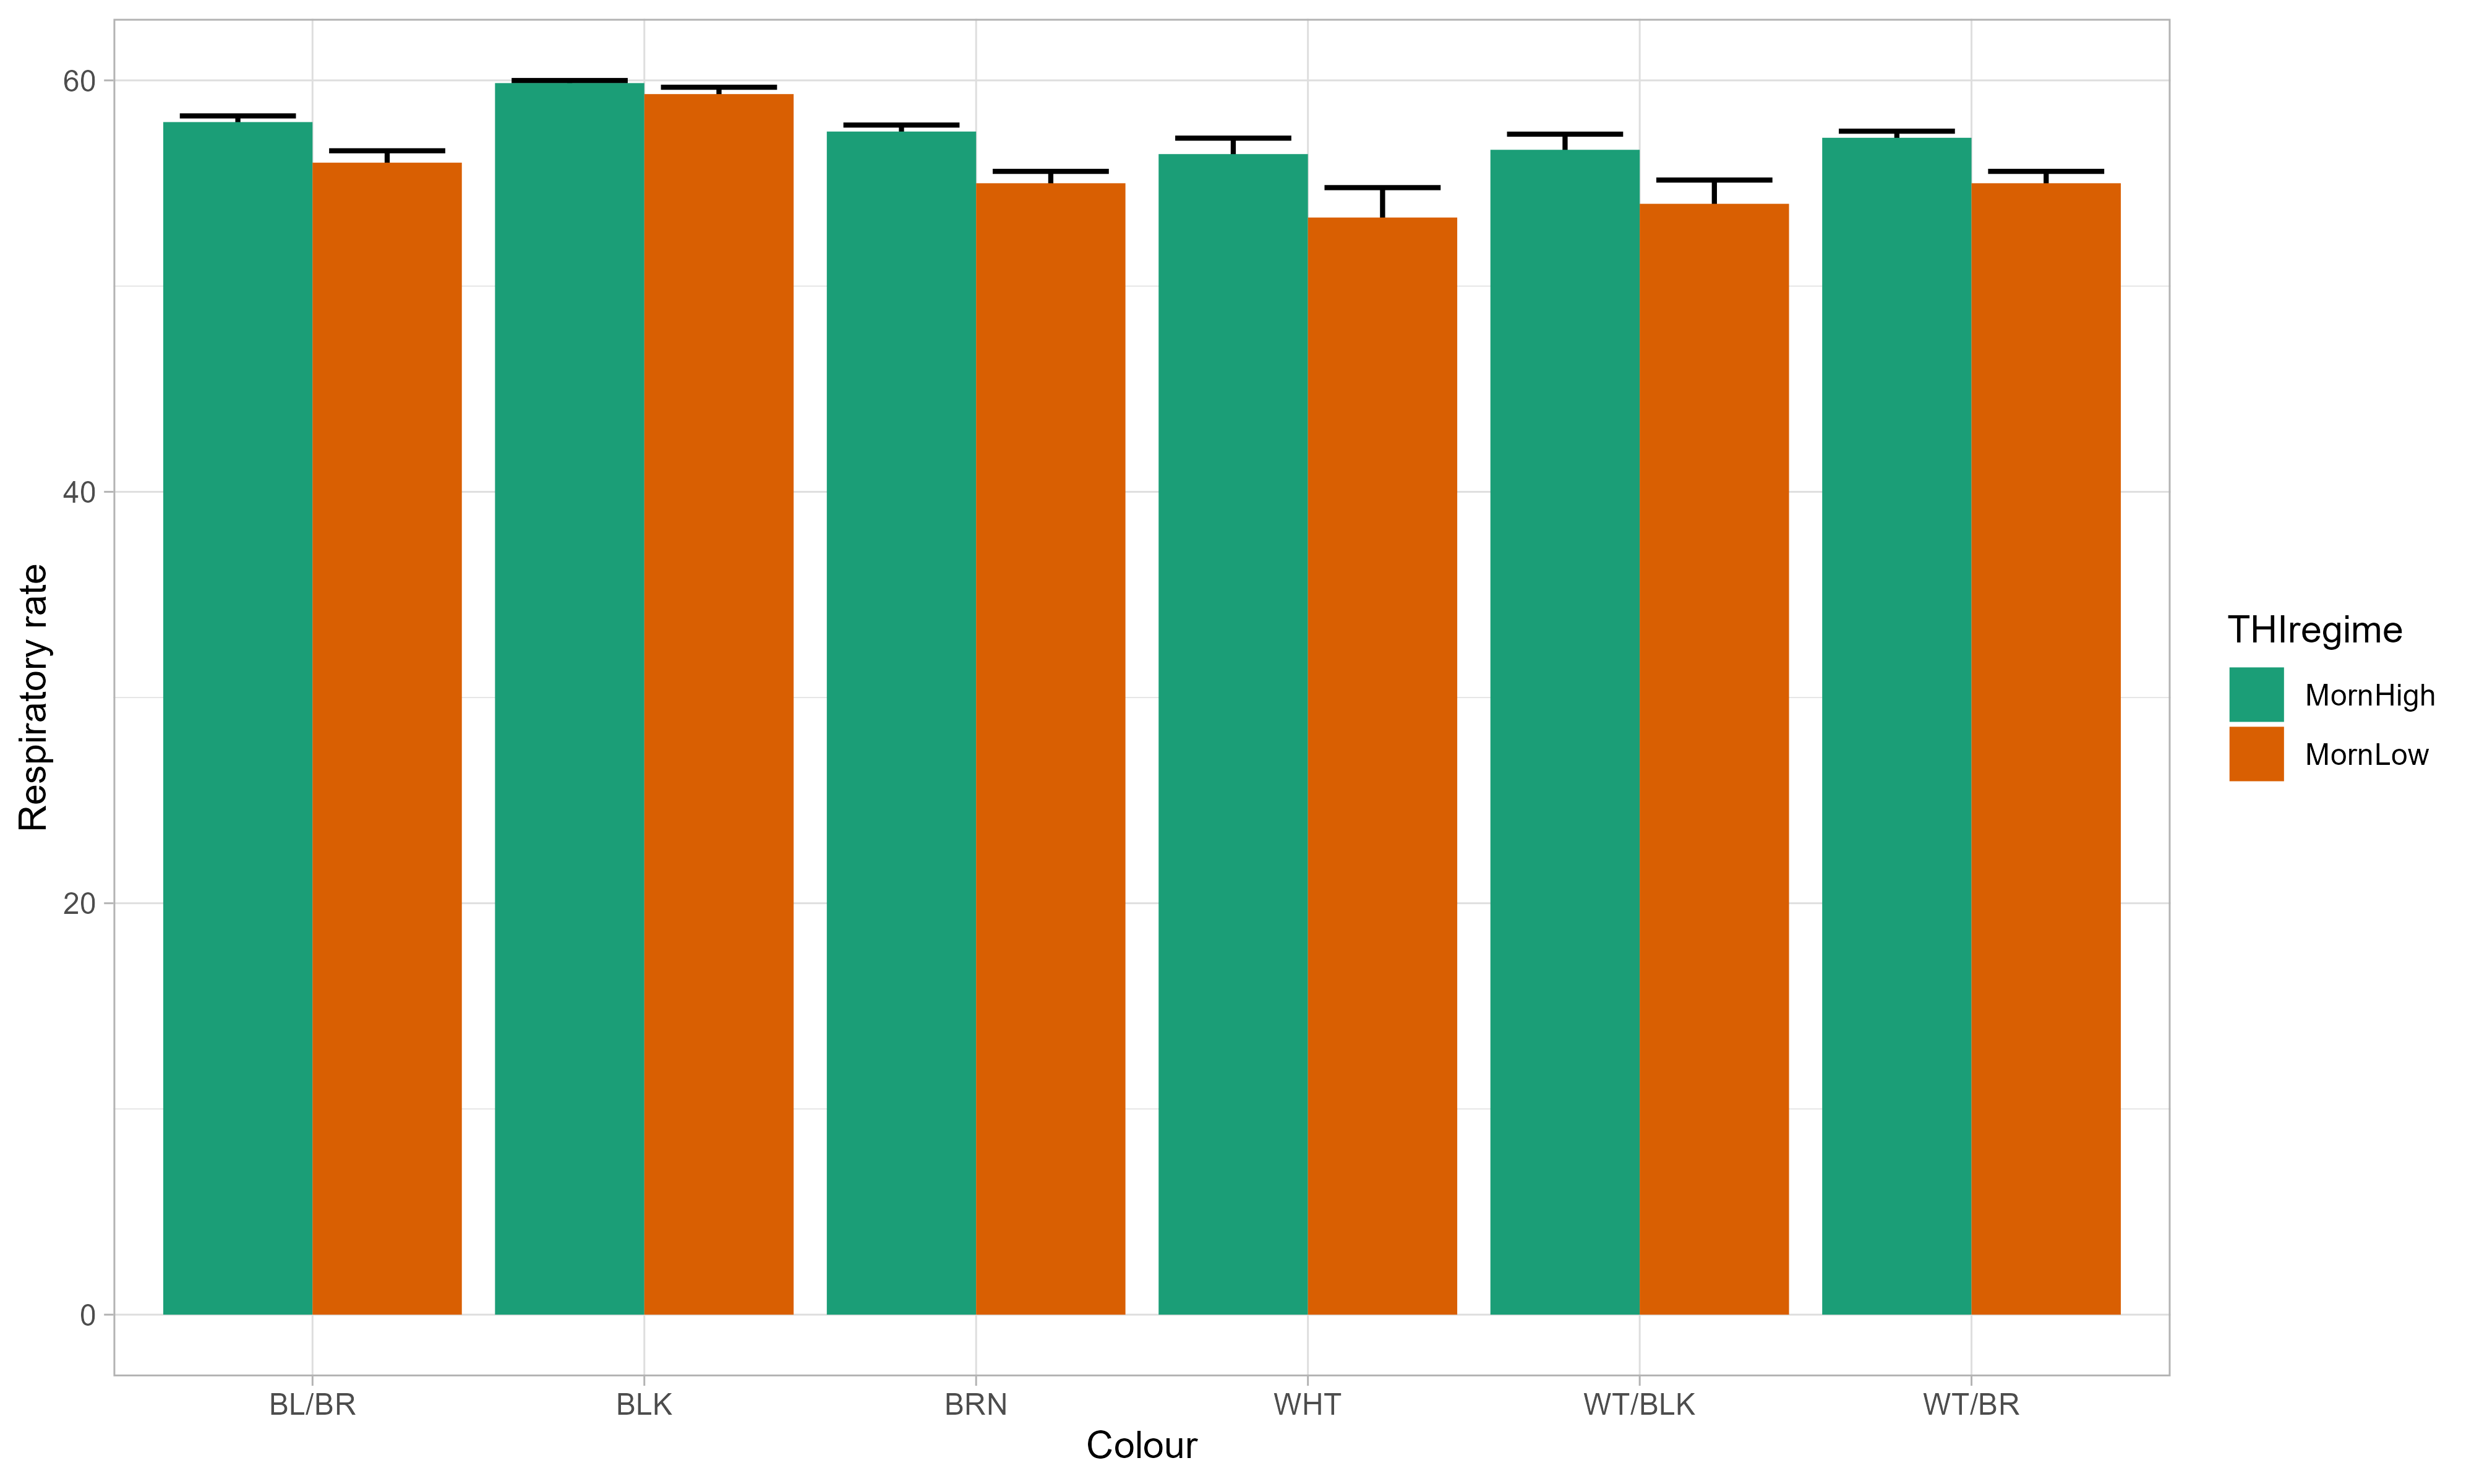 60
40
20
0
Respiratory rate
BL/BR
BLK
BRN
WHT
WT/BLK
WT/BR
Colour
THIregime
MornHigh
MornLow